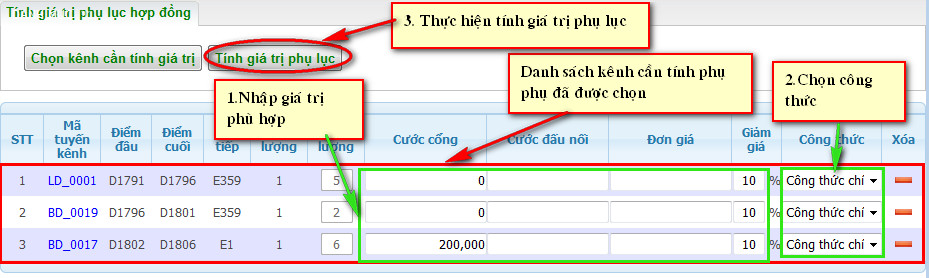 Tính giá trị phụ lục hợp đồng
3. Thực hiện tính giá trị phụ lục
Chọn kênh cần tính giá trị
Tính giá trị phụ lục
1.Nhập giá trị
phù hợp
Danh sách kênh cần tính phụ
phụ đã được chọn
2.Chọn công
thức
STT
Mã
tuyến
kênh
Điểm
đầu
Điểm
cuối
tiếp
lượng
lượng
Cước cổng
Cước đấu nối
Đơn giá
Giảm
giá
Công thức
Xóa
1 LD_0001 D1791 D1796 E359 1 5 0 10 % Công thức chí
2 BD_0019 D1796 D1801 E359 1 2 0 10 % Công thức chí
3 BD_0017 D1802 D1806 E1 1 6 200,000 10 % Công thức chí